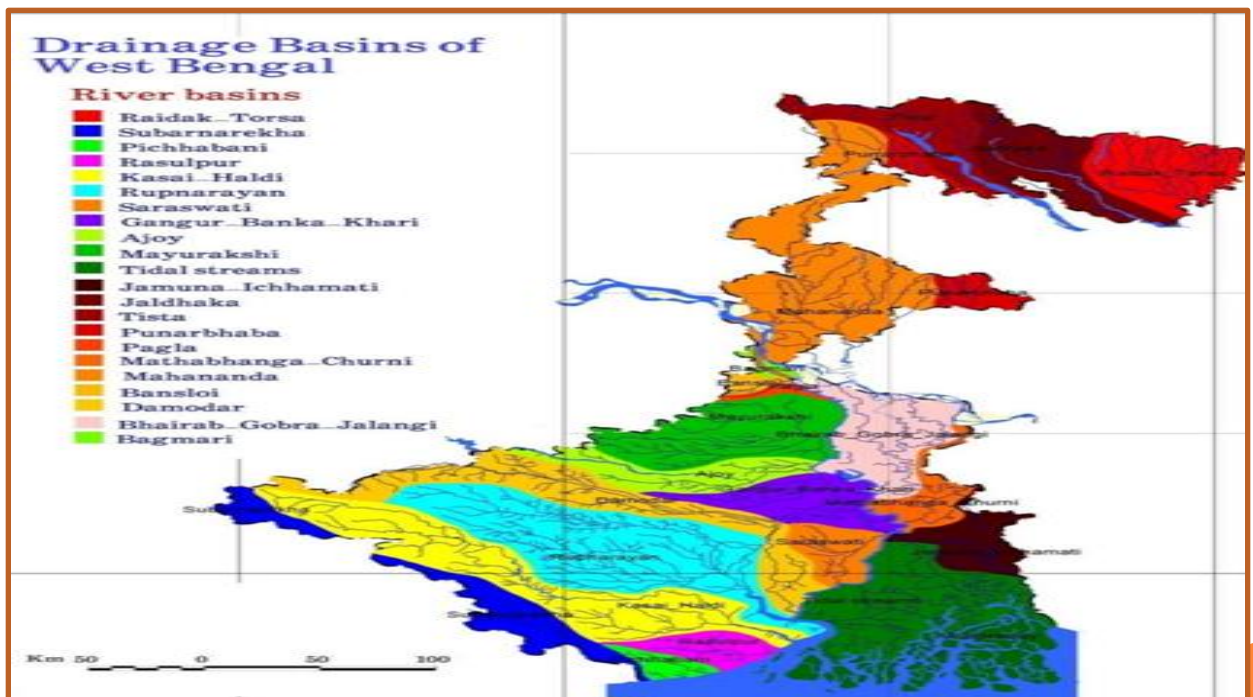 Drainage Basins of
West Bengal
River basins
Raidak_Torsa
Subarnarekha
Pichhabani
Rasulpur
Kasai_Haldi
Rupnarayan
Saraswati
Gangur_Banka_Khari
Ajoy
Mayurakshi
Tidal streams
Jamuna_Ichhamati
Jaldhaka
Tista
Punarbhaba
Pagla
Mathabhanga_Churni
Mahananda
Bansloi
Damodar
Bhairab_Gobra_Jalangi
Bagmari
Mahananda
Mayurakshi
Bhairab_Gobra_Jalangi
Ajoy
Saraswati
Rupnarayan
Kasai_Haldi
Km 50 0 50 100